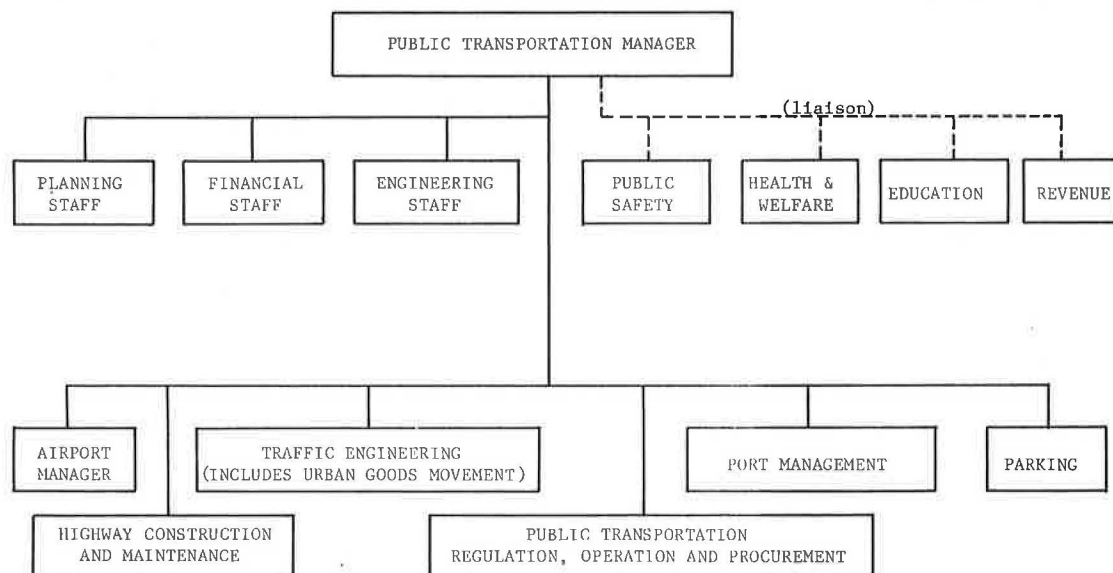 PUBLIC TRANSPORTATION MANAGER
(liaison)
PLANNING
STAFF
FINANCIAL
STAFF
ENGINEERING
STAFF
PUBLIC
SAFETY
HEALTH &
WELFARE
EDUCATION
REVENUE
AIRPORT
MANAGER
TRAFFIC ENGINEERING
(INCLUDES URBAN GOODS MOVEMENT)
PORT MANAGEMENT
PARKING
HIGHWAY CONSTRUCTION
AND MAINTENANCE
PUBLIC TRANSPORTATION
REGULATION, OPERATION AND PROCUREMENT